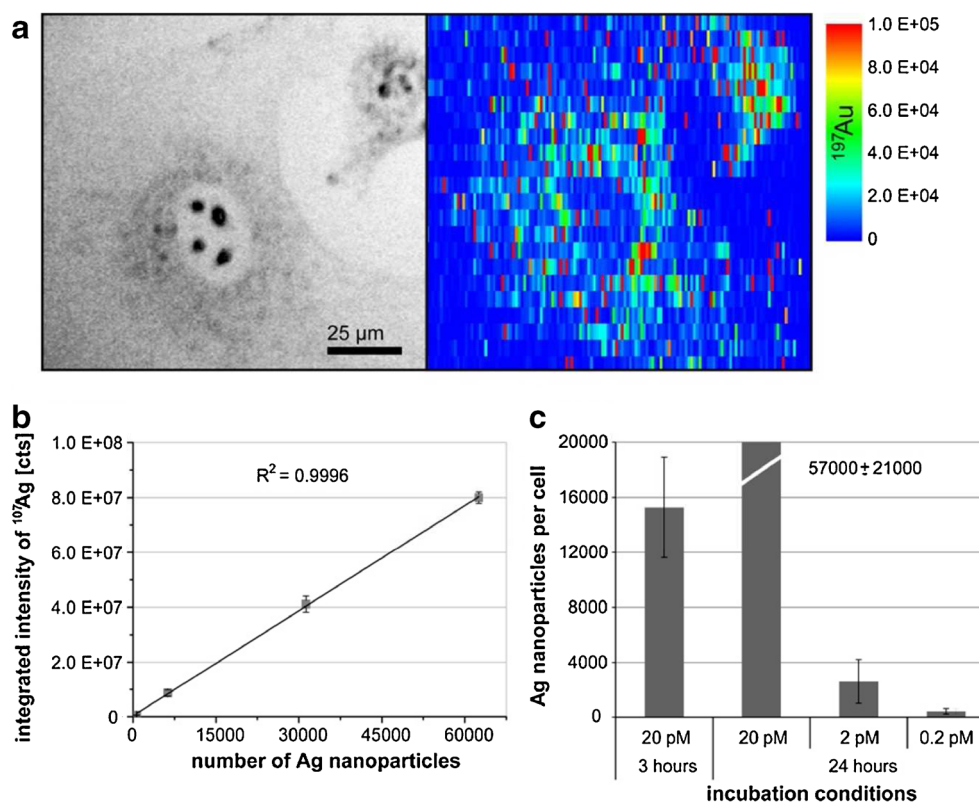 a
25 µm
197Au
1.0 E+05
8.0 E+04
6.0 E+04
4.0 E+04
2.0 E+04
0
b
integrated intensity of 107Ag [cts]
1.0 E+08
8.0 E+07
6.0 E+07
4.0 E+07
2.0 E+07
0
R2 = 0.9996
0 15000 30000 45000 60000
number of Ag nanoparticles
c
Ag nanoparticles per cell
20000
16000
12000
8000
4000
0
57000±21000
20 pM 20 pM 2 pM 0.2 pM
3 hours 24 hours
incubation conditions